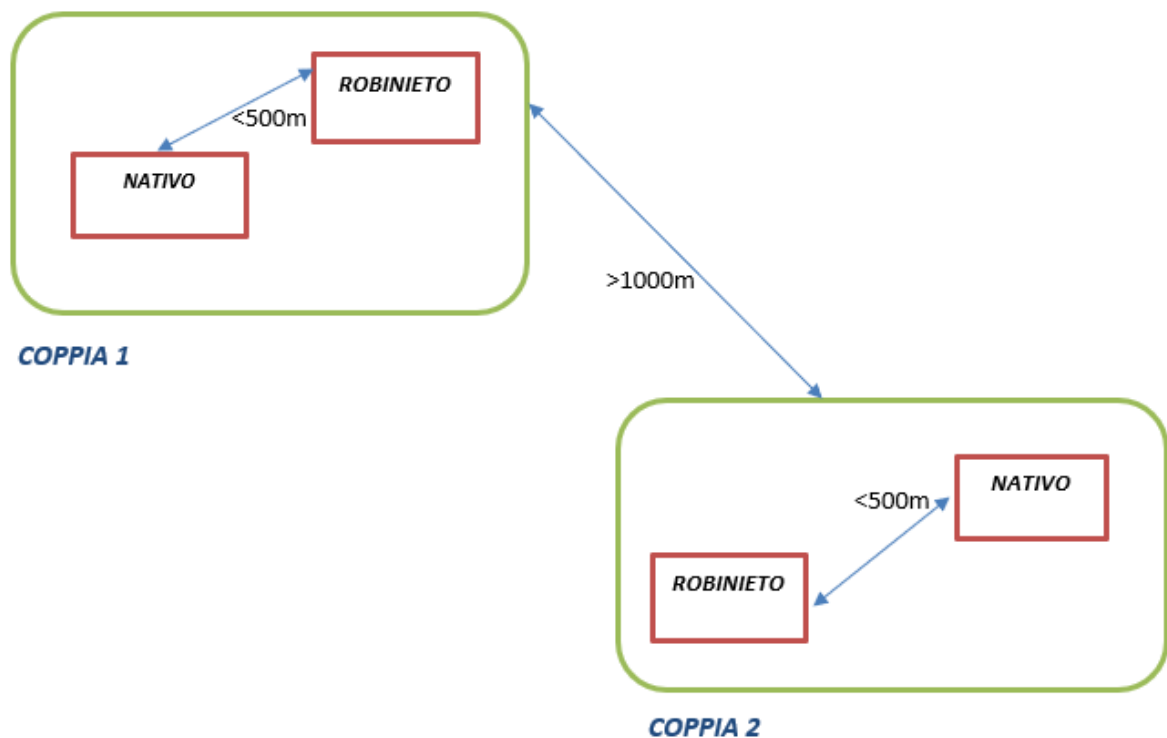 ROBINIETO
<500m
NATIVO
>1000m
COPPIA 1
NATIVO
<500m
ROBINIETO
COPPIA 2